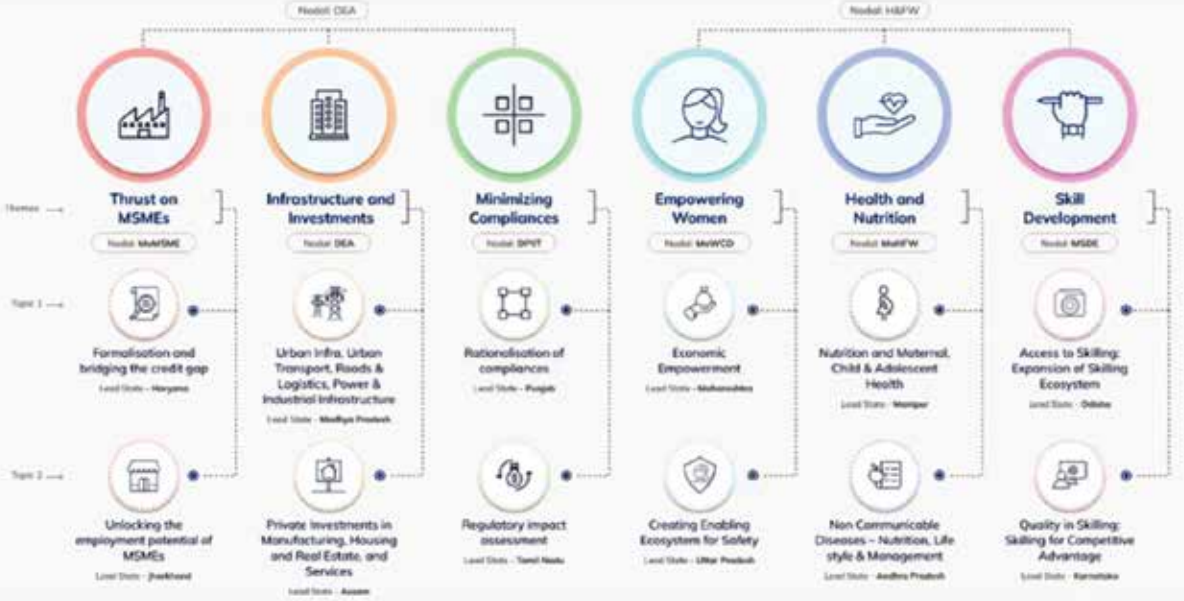 Nodal: DEA
Nodal: H&FW
Themes
Thrust on
MSMEs
Infrastructure and
Investments
Minimizing
Compliances
Empowering
Women
Health and
Nutrition
Skill
Development
Nodal: MoMSME
Nodal: DEA
Nodal: DPIIT
Nodal: MoWCD
Nodal: MoHFW
Nodal: MSDE
Topic 1
Formalisation and
bridging the credit gap
Lead State - Haryana
Urban Infra, Urban
Transport, Roads &
Logistics, Power &
Industrial Infrastructure
Lead State - Madhya Pradesh
Rationalisation of
compliances
Lead State - Punjab
Economic
Empowerment
Lead State - Maharashtra
Nutrition and Maternal,
Child & Adolescent
Health
Lead State - Manipur
Access to Skilling:
Expansion of Skilling
Ecosystem
Lead State - Odisha
Topic 2
Unlocking the
employment potential of
MSMEs
Lead State - Jharkhand
Private Investments in
Manufacturing, Housing
and Real Estate, and
Services
Lead State - Assam
Regulatory impact
assessment
Lead State - Tamil Nadu
Creating Enabling
Ecosystem for Safety
Lead State - Uttar Pradesh
Non Communicable
Diseases – Nutrition, Life
style & Management
Lead State - Andhra Pradesh
Quality in Skilling:
Skilling for Competitive
Advantage
Lead State - Karnataka